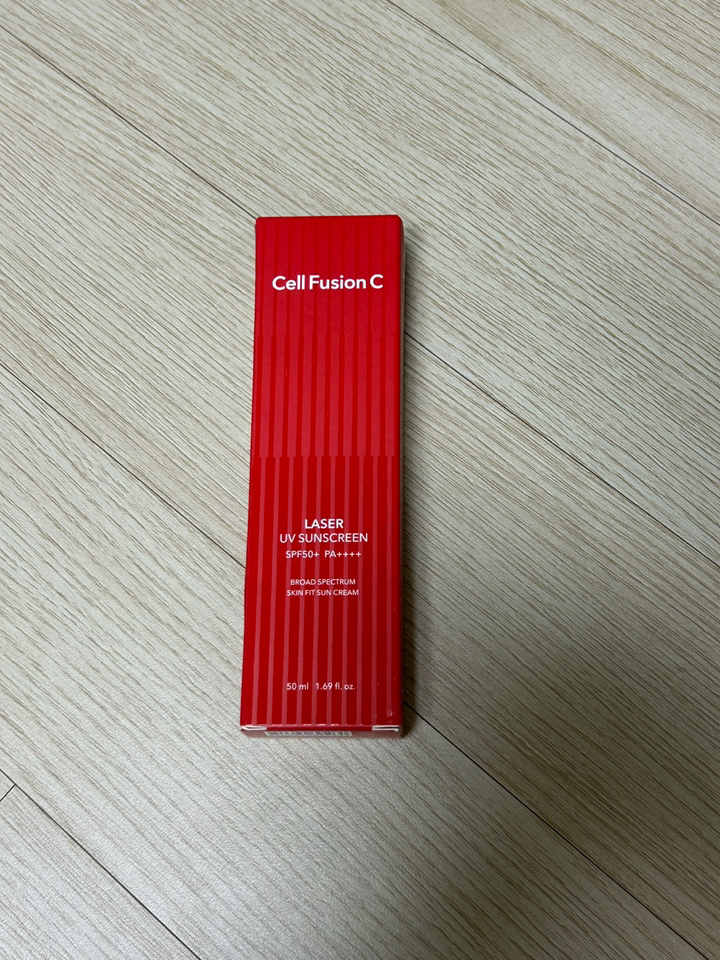 Cell Fusion C
LASER
UV SUNSCREEN
SPF50+ PA++++
BROAD SPECTRUM
SKIN FIT SUN CREAM
50 ml 1.69 fl. oz.